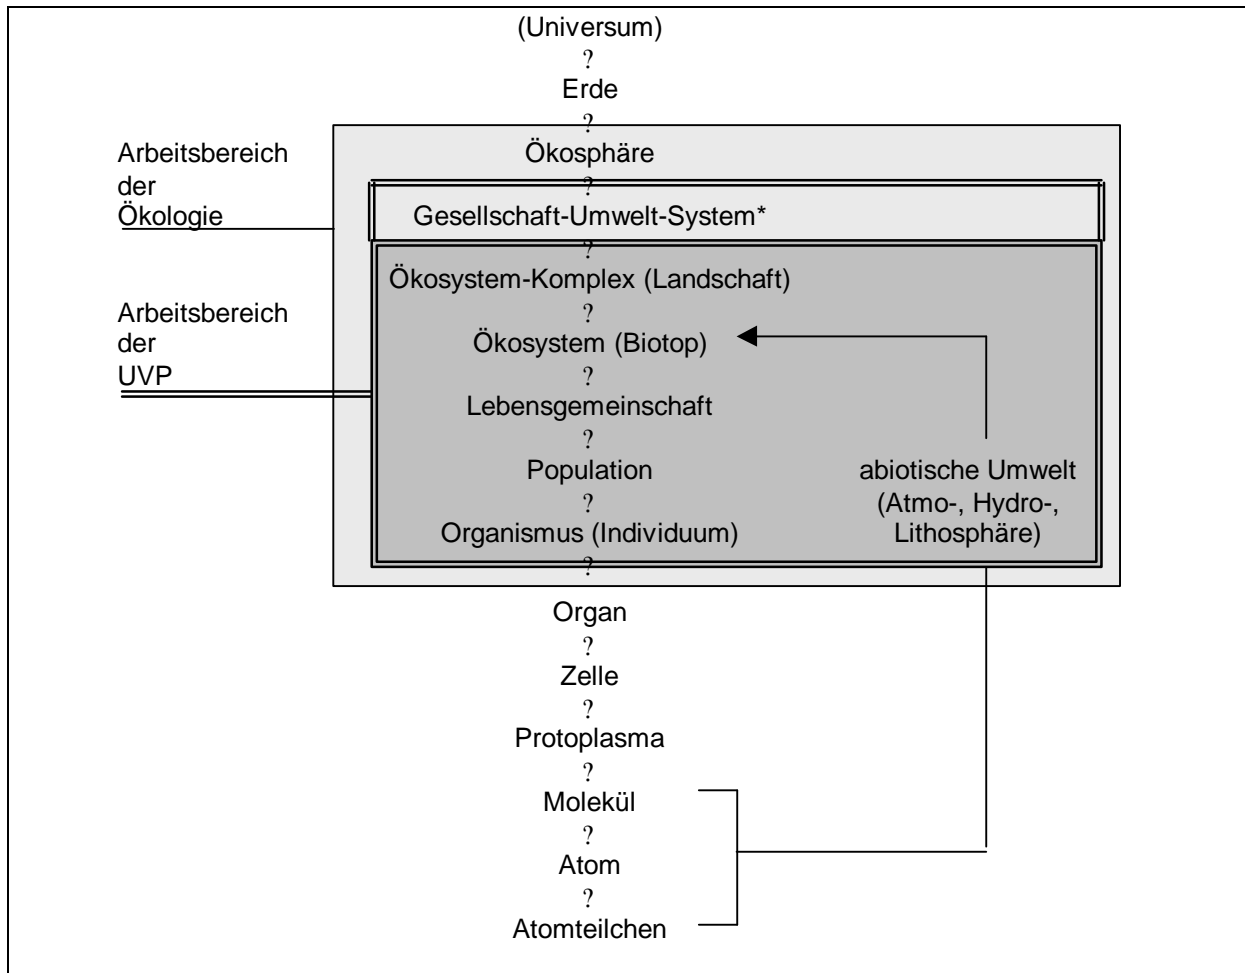 (Universum)
?
Erde
?
Ökosphäre
?
Gesellschaft-Umwelt-System*
?
Ökosystem-Komplex (Landschaft)
?
Ökosystem (Biotop)
?
Lebensgemeinschaft
?
Population
?
Organismus (Individuum)
?
Organ
?
Zelle
?
Protoplasma
?
Molekül
?
Atom
?
Atomteilchen
Arbeitsbereich
der
Ökologie
Arbeitsbereich
der
UVP
abiotische Umwelt
(Atmo-, Hydro-,
Lithosphäre)